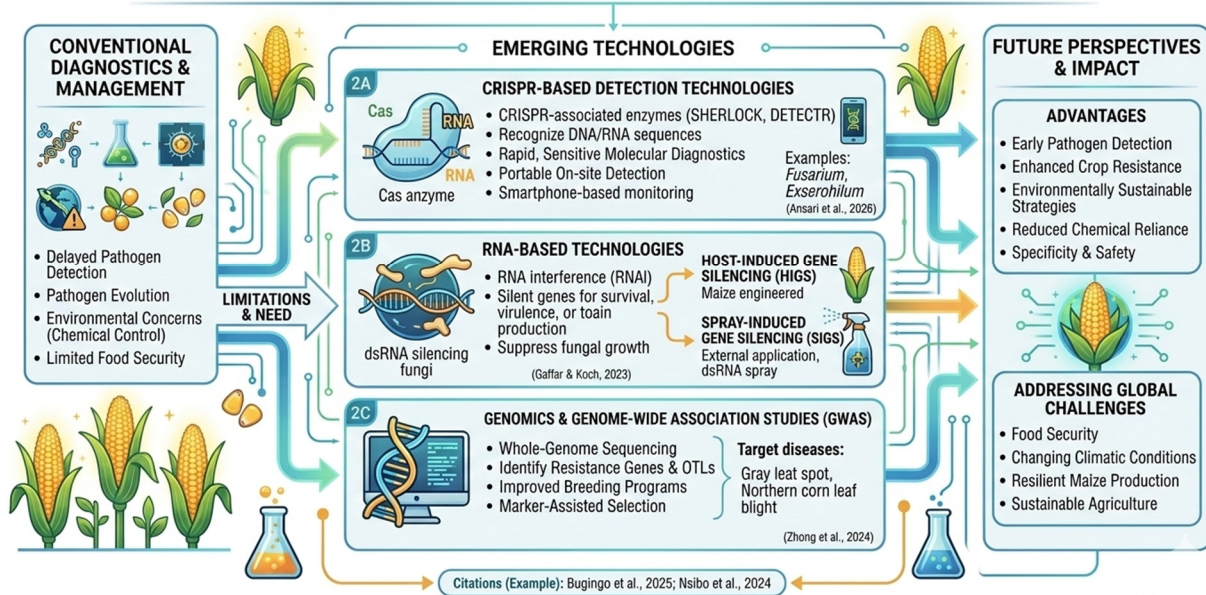 CONVENTIONAL
DIAGNOSTICS &
MANAGEMENT
• Delayed Pathogen
Detection
• Pathogen Evolution
• Environmental Concerns
(Chemical Control)
• Limited Food Security
LIMITATIONS
& NEED
EMERGING TECHNOLOGIES
2A
CRISPR-BASED DETECTION TECHNOLOGIES
Cas
RNA
RNA
Cas anzyme
• CRISPR-associated enzymes (SHERLOCK, DETECTR)
• Recognize DNA/RNA sequences
• Rapid, Sensitive Molecular Diagnostics
• Portable On-site Detection
• Smartphone-based monitoring
Examples:
Fusarium,
Exserohilum
(Ansari et al., 2026)
2B
RNA-BASED TECHNOLOGIES
dsRNA silencing
fungi
• RNA interference (RNAI)
• Silent genes for survival,
virulence, or toain
production
• Suppress fungal growth
(Gaffar & Koch, 2023)
HOST-INDUCED GENE
SILENCING (HIGS)
Maize engineered
SPRAY-INDUCED
GENE SILENCING (SIGS)
External application,
dsRNA spray
2C
GENOMICS & GENOME-WIDE ASSOCIATION STUDIES (GWAS)
• Whole-Genome Sequencing
• Identify Resistance Genes & OTLs
• Improved Breeding Programs
• Marker-Assisted Selection
Target diseases:
Gray leat spot,
Northern corn leaf
blight
(Zhong et al., 2024)
Citations (Example): Bugingo et al., 2025; Nsibo et al., 2024
FUTURE PERSPECTIVES
& IMPACT
ADVANTAGES
• Early Pathogen Detection
• Enhanced Crop Resistance
• Environmentally Sustainable
Strategies
• Reduced Chemical Reliance
• Specificity & Safety
ADDRESSING GLOBAL
CHALLENGES
• Food Security
• Changing Climatic Conditions
• Resilient Maize Production
• Sustainable Agriculture